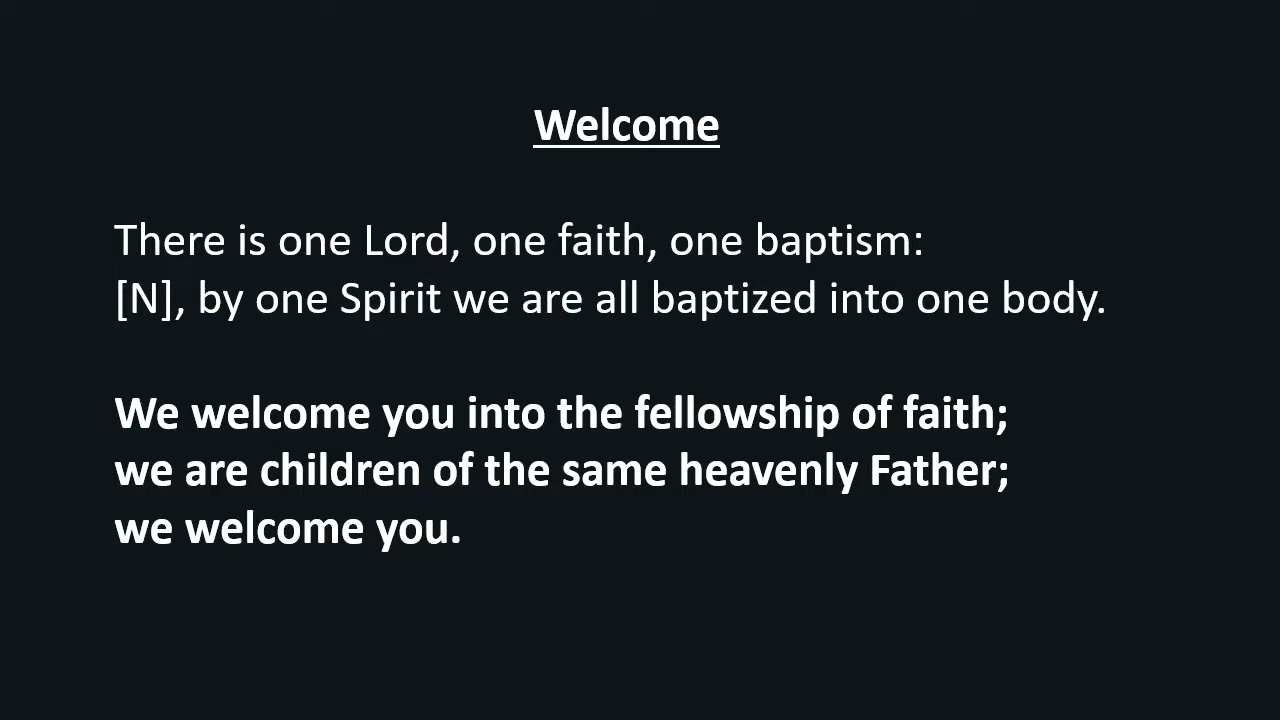 Welcome
There is one Lord, one faith, one baptism:
[N], by one Spirit we are all baptized into one body.
We welcome you into the fellowship of faith;
we are children of the same heavenly Father;
we welcome you.